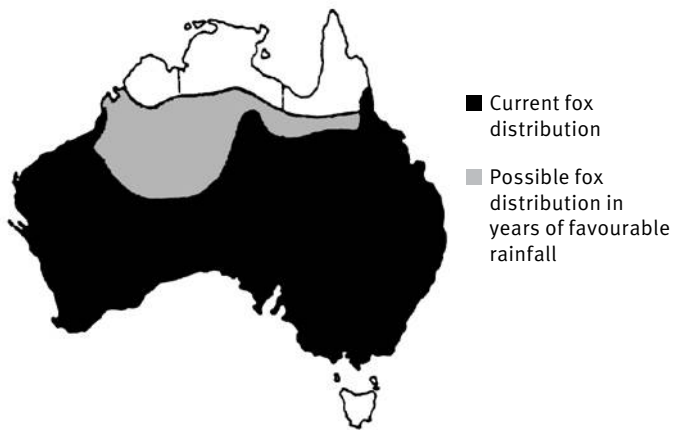 Current fox
distribution
Possible fox
distribution in
years of favourable
rainfall